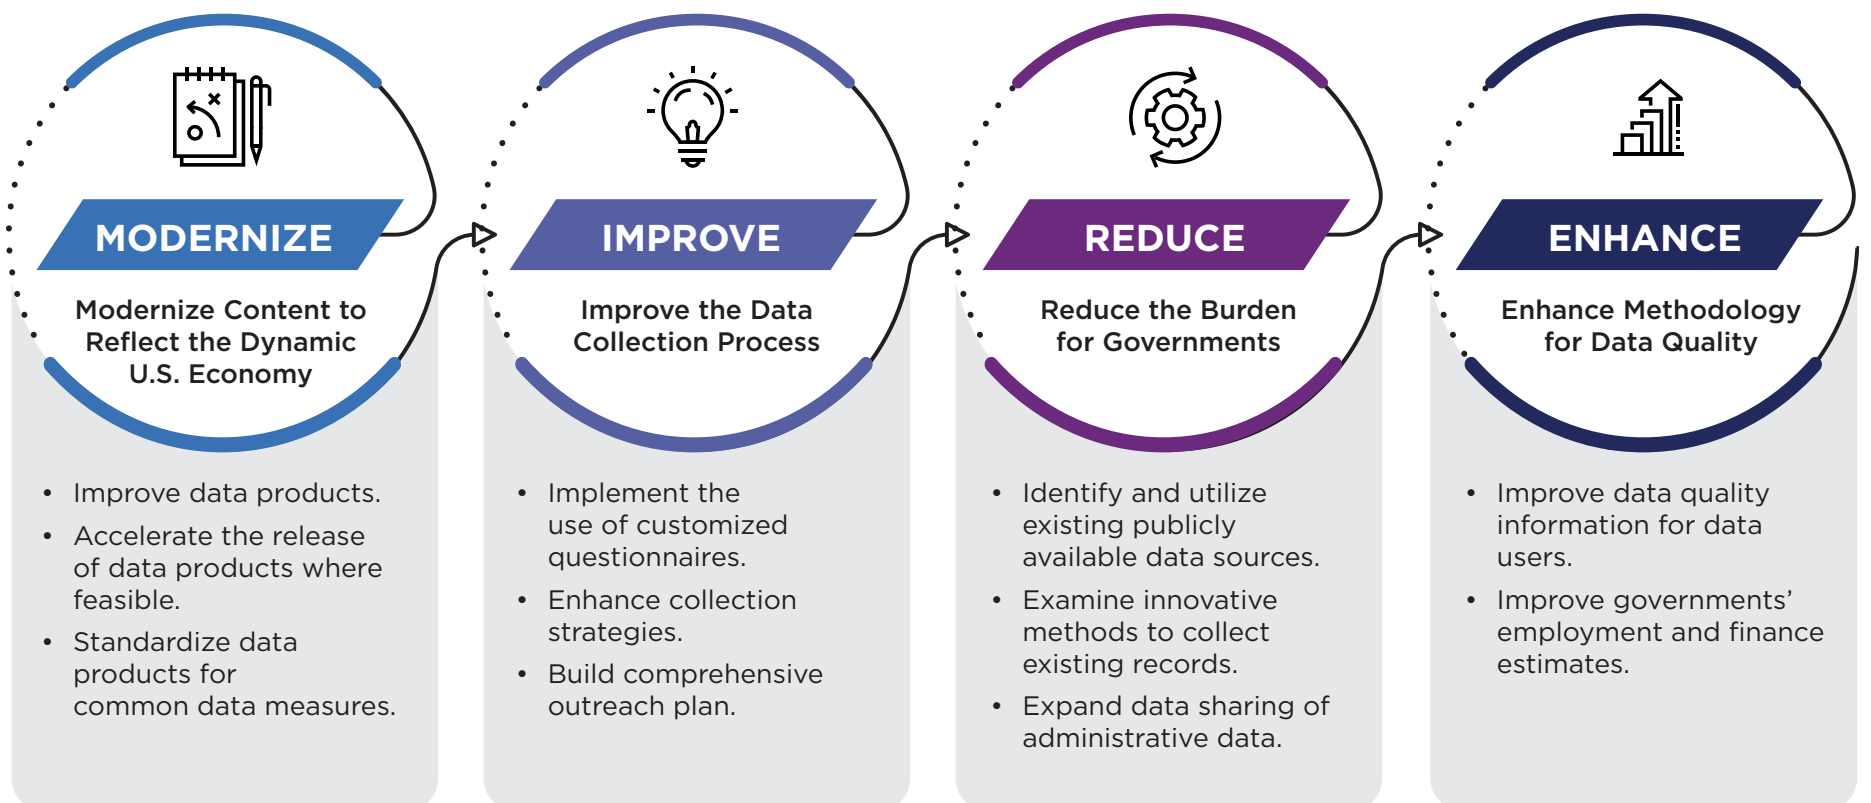 MODERNIZE
Modernize Content to
Reflect the Dynamic
U.S. Economy
• Improve data products.
• Accelerate the release
of data products where
feasible.
• Standardize data
products for
common data measures.
IMPROVE
Improve the Data
Collection Process
• Implement the
use of customized
questionnaires.
• Enhance collection
strategies.
• Build comprehensive
outreach plan.
REDUCE
Reduce the Burden
for Governments
• Identify and utilize
existing publicly
available data sources.
• Examine innovative
methods to collect
existing records.
• Expand data sharing of
administrative data.
ENHANCE
Enhance Methodology
for Data Quality
• Improve data quality
information for data
users.
• Improve governments’
employment and finance
estimates.